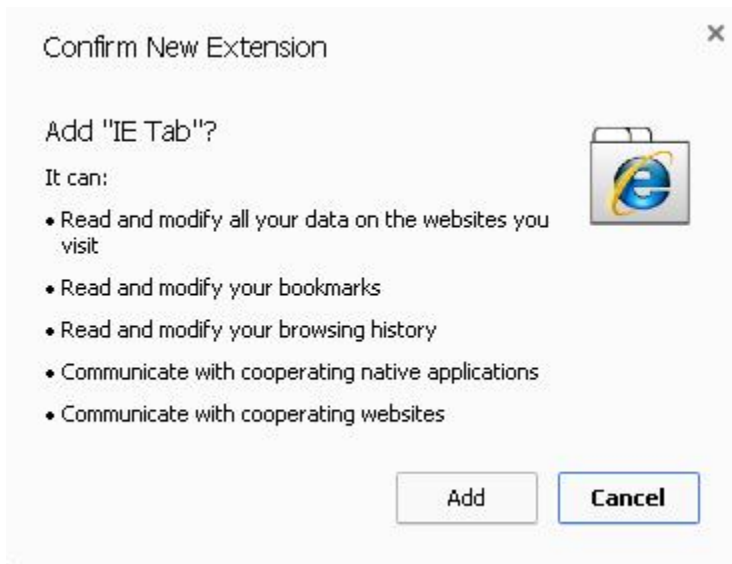 Confirm New Extension
Add "IE Tab"?
It can:
• Read and modify all your data on the websites you
visit
• Read and modify your bookmarks
• Read and modify your browsing history
• Communicate with cooperating native applications
• Communicate with cooperating websites
Add Cancel